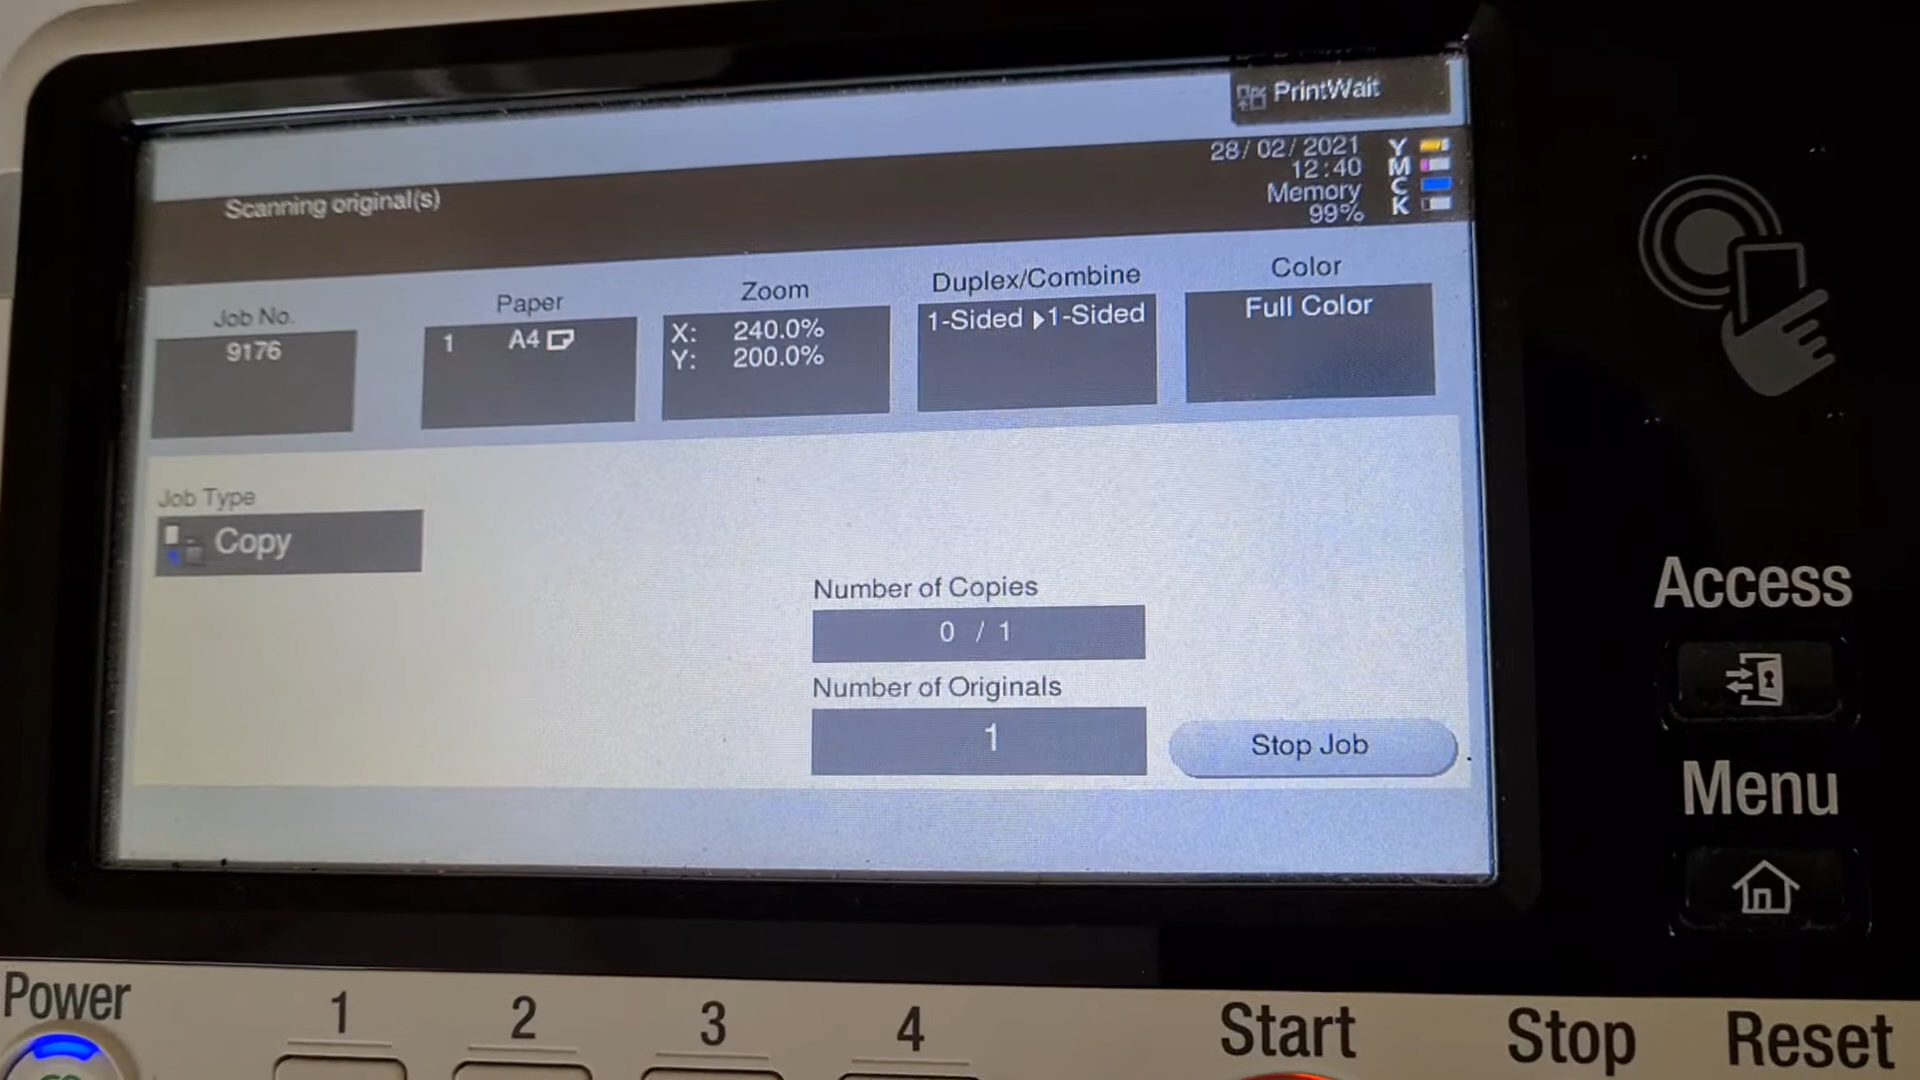 PrintWait
28/02/2021
12:40
Memory
99%
Y
M
C
K
Scanning original(s)
Job No.
9176
Paper
1 A4
Zoom
X: 240.0%
Y: 200.0%
Duplex/Combine
1-Sided ▶1-Sided
Color
Full Color
Job Type
Copy
Number of Copies
0 / 1
Number of Originals
1
Stop Job
Access
Menu
Power
1
2
3
4
Start
Stop
Reset